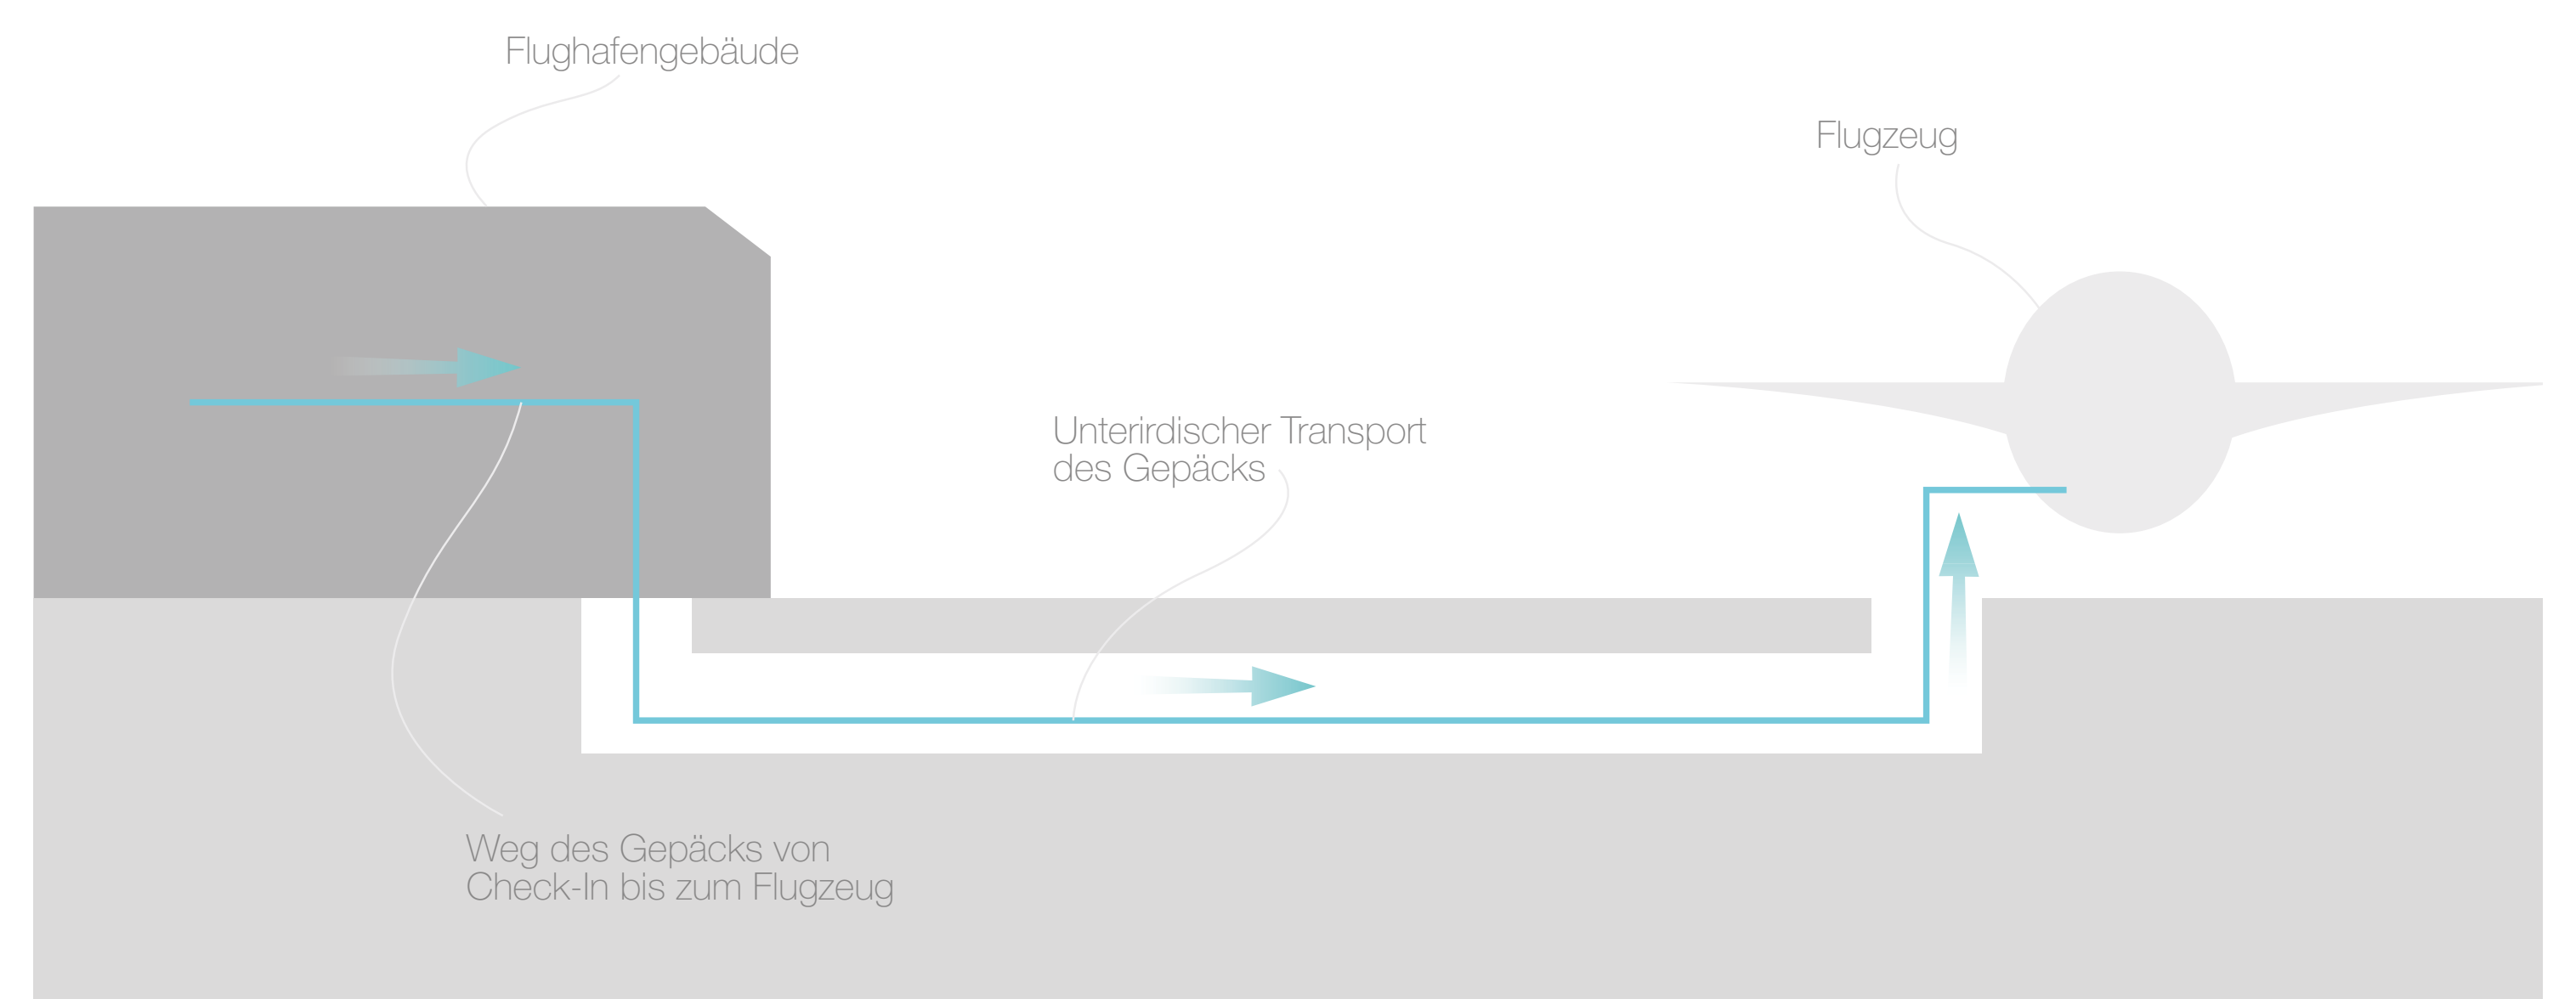 Flughafengebäude
Flugzeug
Unterirdischer Transport
des Gepäcks
Weg des Gepäcks von
Check-In bis zum Flugzeug